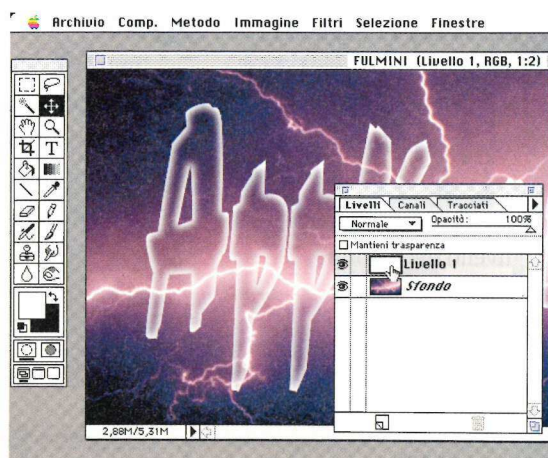 Archivio Comp. Metodo Immagine Filtri Selezione Finestre
FULMINI (Livello 1, RGB, 1:2)
App
Livelli Canali Tracciati
Normale Opacità: 100%
Mantieni trasparenza
Livello 1
Sfondo
T
2,88M/5,31M